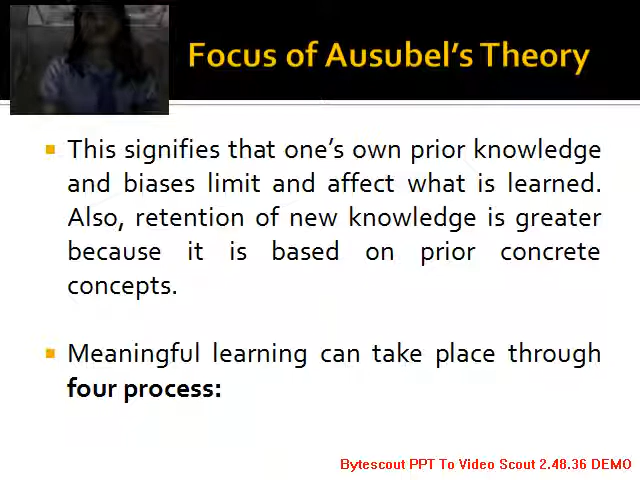 Focus of Ausubel's Theory
This signifies that one's own prior knowledge
and biases limit and affect what is learned.
Also, retention of new knowledge is greater
because it is based on prior concrete
concepts.
Meaningful learning can take place through
four process:
Bytescout PPT To Video Scout 2.48.36 DEMO